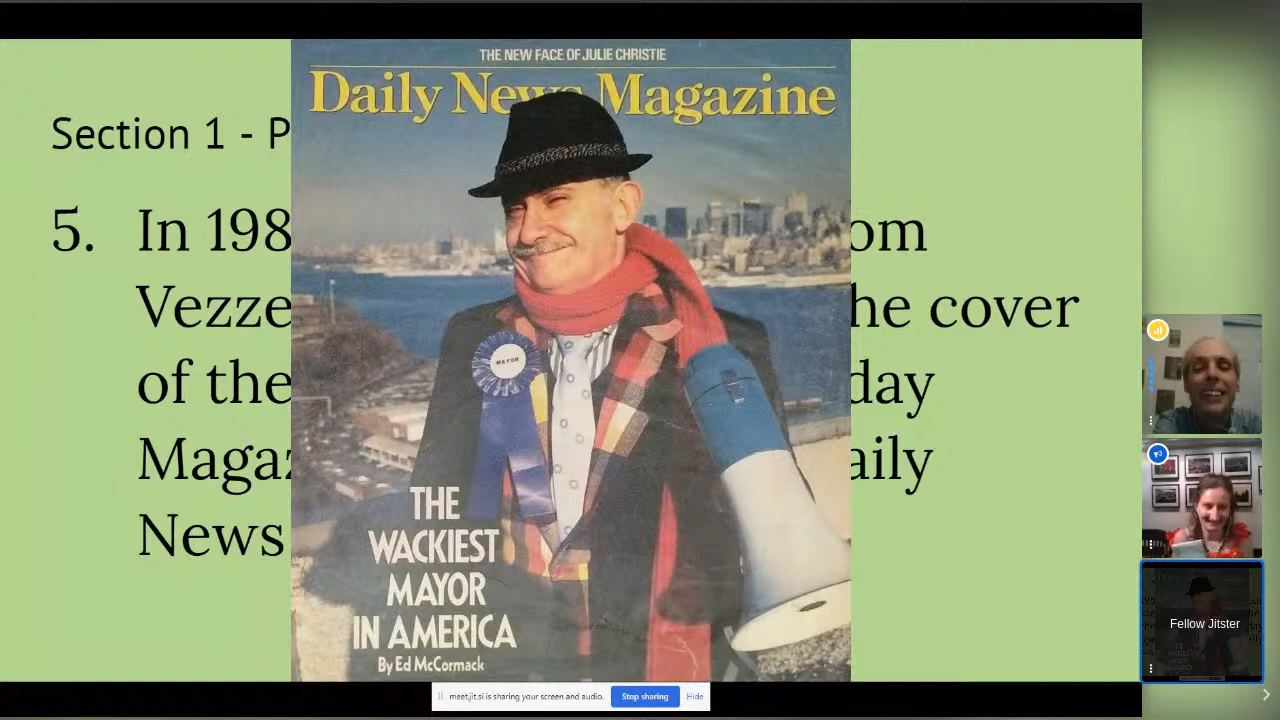 THE NEW FACE OF JULIE CHRISTIE
Daily News Magazine
Section 1 - P
5. In 198
om
Vezze
he cover
of the
day
Magaz
aily
News
MAYOR
THE
WACKIEST
MAYOR
IN AMERICA
By Ed McCormack
Fellow Jitster
meet.jit.si is sharing your screen and audio.
Stop sharing
Hide